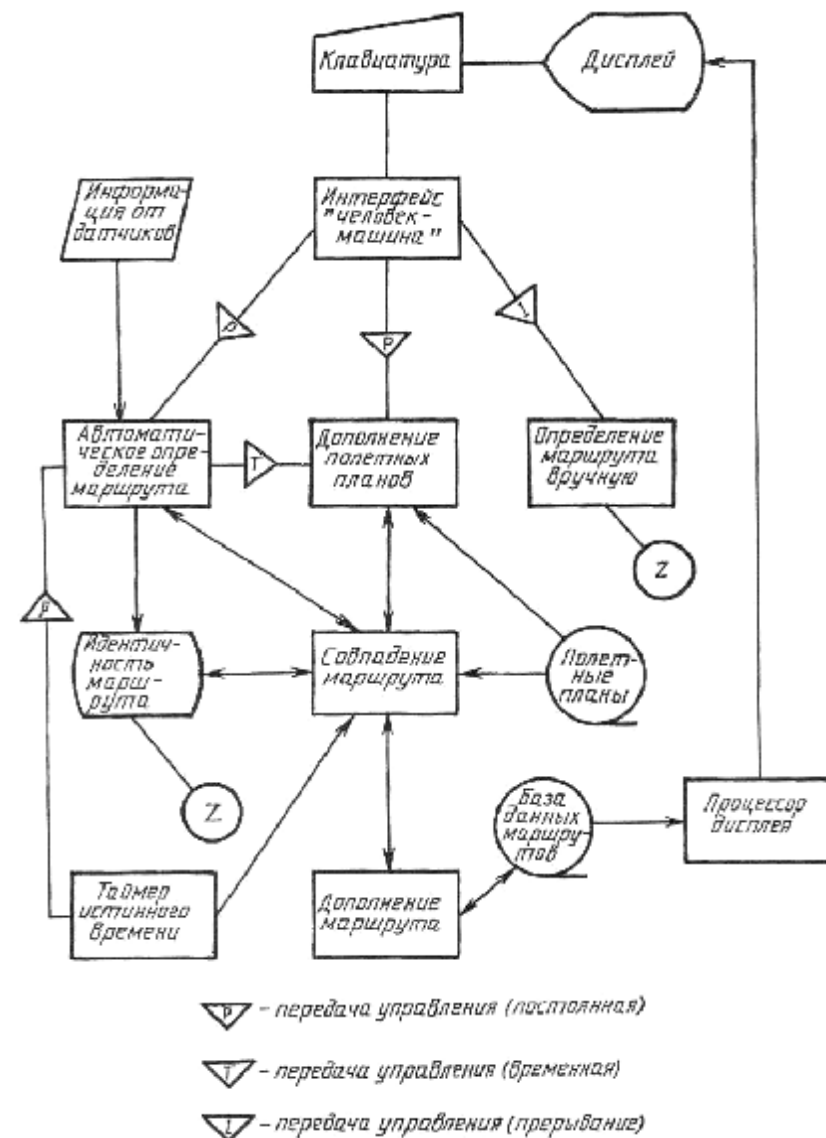 Клавиатура
Дисплей
Информа-
ция от
датчиков
Интерфейс
"человек-
машина"
P
P
I
Автомати-
ческое опре-
деление
маршрута
T
Дополнение
полетных
планов
Определение
маршрута
вручную
Z
P
Идентич-
ность
марш-
рута
Совпадение
маршрута
Полет-
ные
планы
Z
База
данных
маршру-
тов
Процессор
дисплея
Таймер
истинного
времени
Дополнение
маршрута
P - передача управления (постоянная)
T - передача управления (временная)
I - передача управления (прерывание)